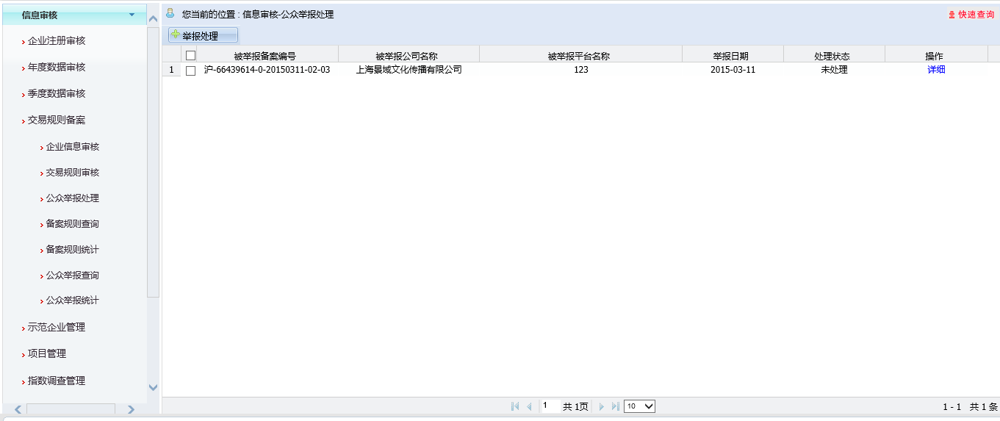 信息审核
企业注册审核
年度数据审核
季度数据审核
交易规则备案
企业信息审核
交易规则审核
公众举报处理
备案规则查询
备案规则统计
公众举报查询
公众举报统计
示范企业管理
项目管理
指数调查管理
您当前的位置 : 信息审核-公众举报处理 快速查询
举报处理
被举报备案编号 被举报公司名称 被举报平台名称 举报日期 处理状态 操作
1 沪-66439614-0-20150311-02-03 上海景域文化传播有限公司 123 2015-03-11 未处理 详细
1 共 1页 10 1 - 1 共 1 条